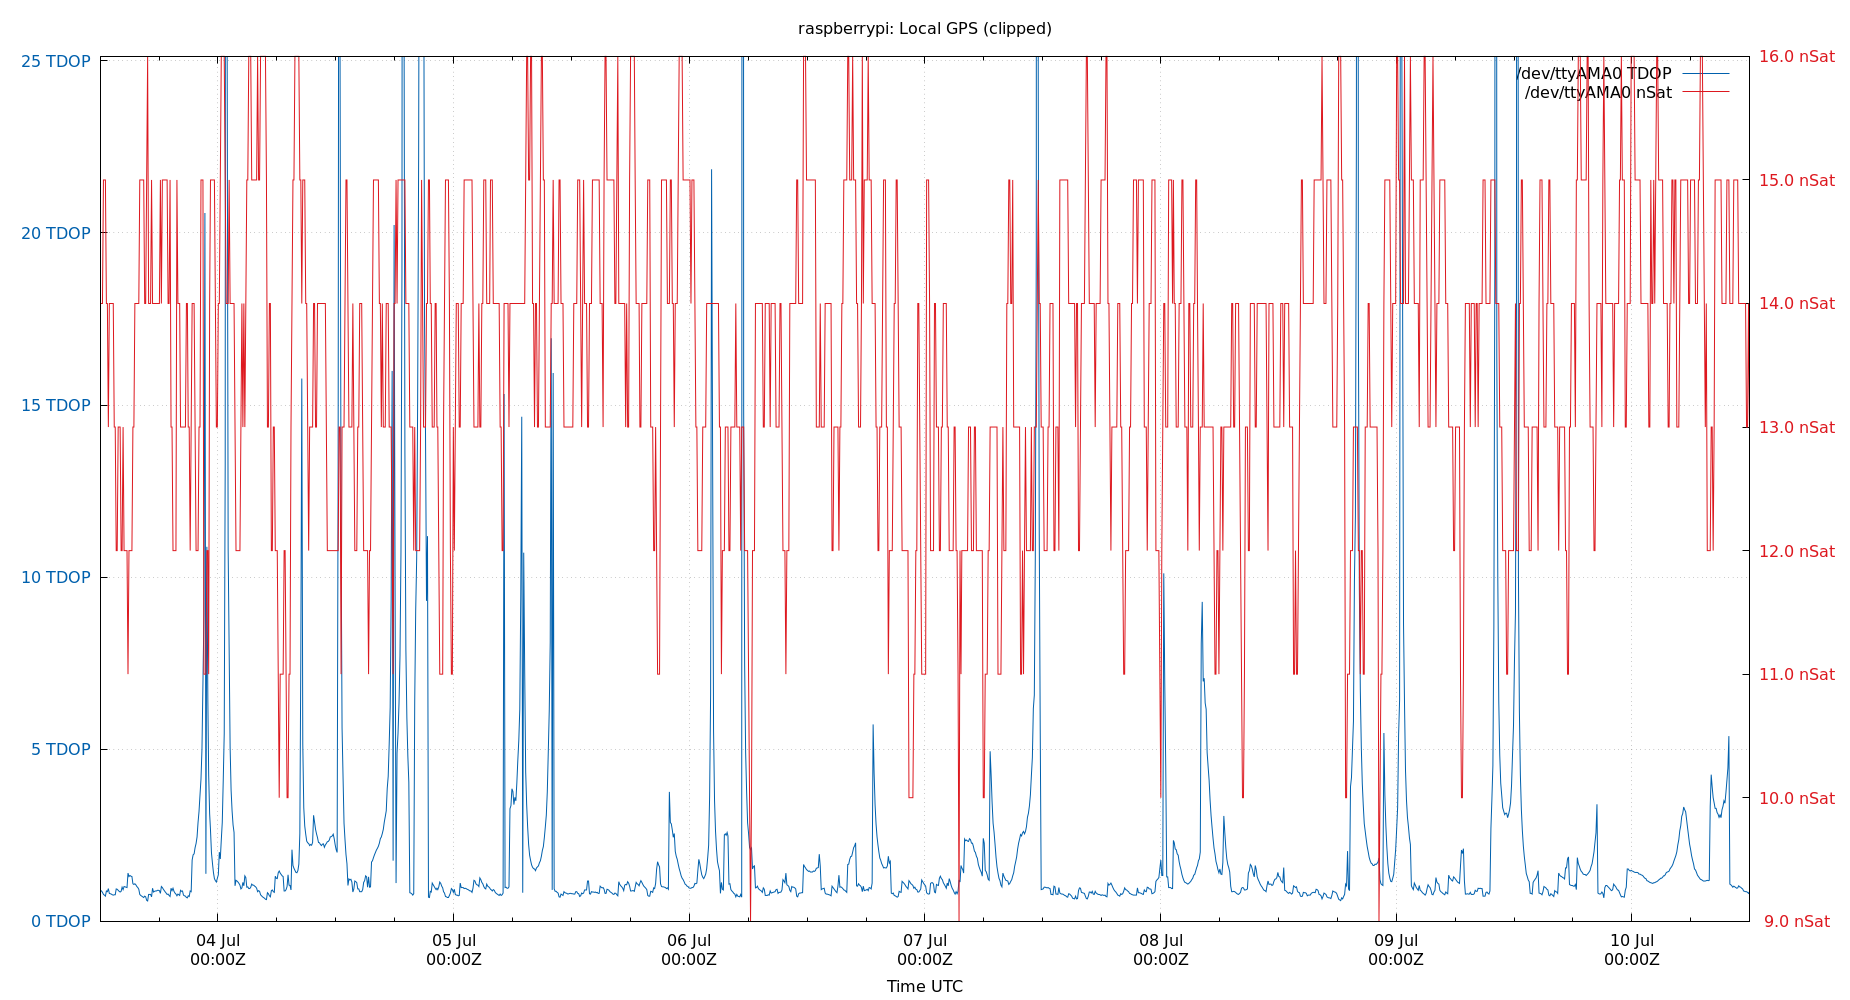 raspberrypi: Local GPS (clipped)
25 TDOP
20 TDOP
15 TDOP
10 TDOP
5 TDOP
0 TDOP
16.0 nSat
15.0 nSat
14.0 nSat
13.0 nSat
12.0 nSat
11.0 nSat
10.0 nSat
9.0 nSat
/dev/ttyAMA0 TDOP
/dev/ttyAMA0 nSat
04 Jul
00:00Z
05 Jul
00:00Z
06 Jul
00:00Z
07 Jul
00:00Z
08 Jul
00:00Z
09 Jul
00:00Z
10 Jul
00:00Z
Time UTC